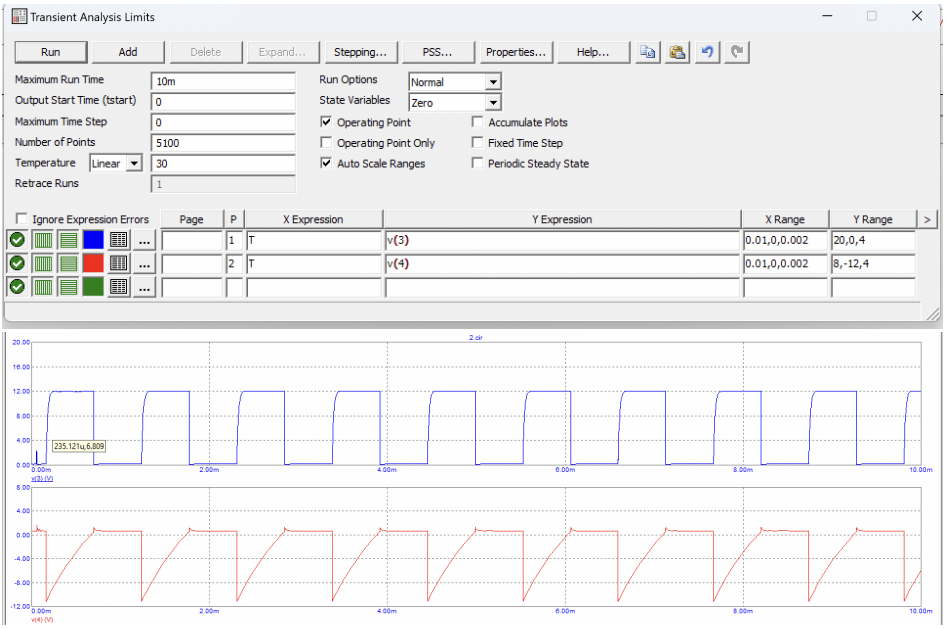 Transient Analysis Limits
Run Add Delete Expand... Stepping... PSS... Properties... Help...
Maximum Run Time 10m Run Options Normal
Output Start Time (tstart) 0 State Variables Zero
Maximum Time Step 0 Operating Point Accumulate Plots
Number of Points 5100 Operating Point Only Fixed Time Step
Temperature Linear 30 Auto Scale Ranges Periodic Steady State
Retrace Runs 1
Ignore Expression Errors Page P X Expression Y Expression X Range Y Range >
... 1 T v(3) 0.01,0,0.002 20,0,4
... 2 T v(4) 0.01,0,0.002 8,-12,4
...
2.cir
20.00
16.00
12.00
8.00
4.00
235.121u,6.809
0.00
0.00m 2.00m 4.00m 6.00m 8.00m 10.00m
v(3) (V)
8.00
4.00
0.00
-4.00
-8.00
-12.00
0.00m 2.00m 4.00m 6.00m 8.00m 10.00m
v(4) (V)